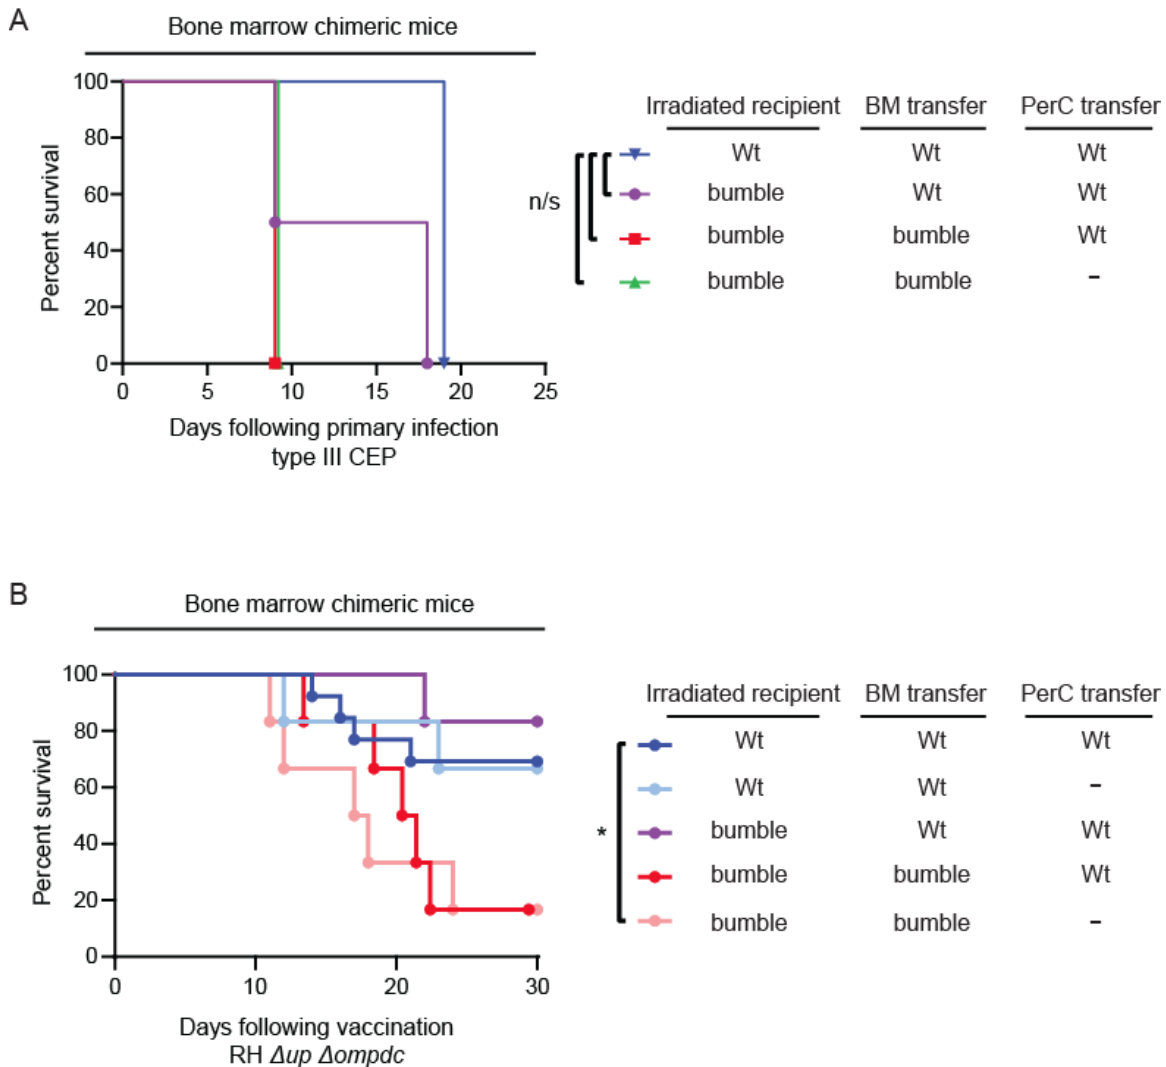 A
Bone marrow chimeric mice
100
80
60
40
20
0
Percent survival
0 5 10 15 20 25
Days following primary infection
type III CEP
n/s
Irradiated recipient BM transfer PerC transfer
Wt Wt Wt
bumble Wt Wt
bumble bumble Wt
bumble bumble –
B
Bone marrow chimeric mice
100
80
60
40
20
0
Percent survival
0 10 20 30
Days following vaccination
RH Δup Δompdc
*
Irradiated recipient BM transfer PerC transfer
Wt Wt Wt
Wt Wt –
bumble Wt Wt
bumble bumble Wt
bumble bumble –